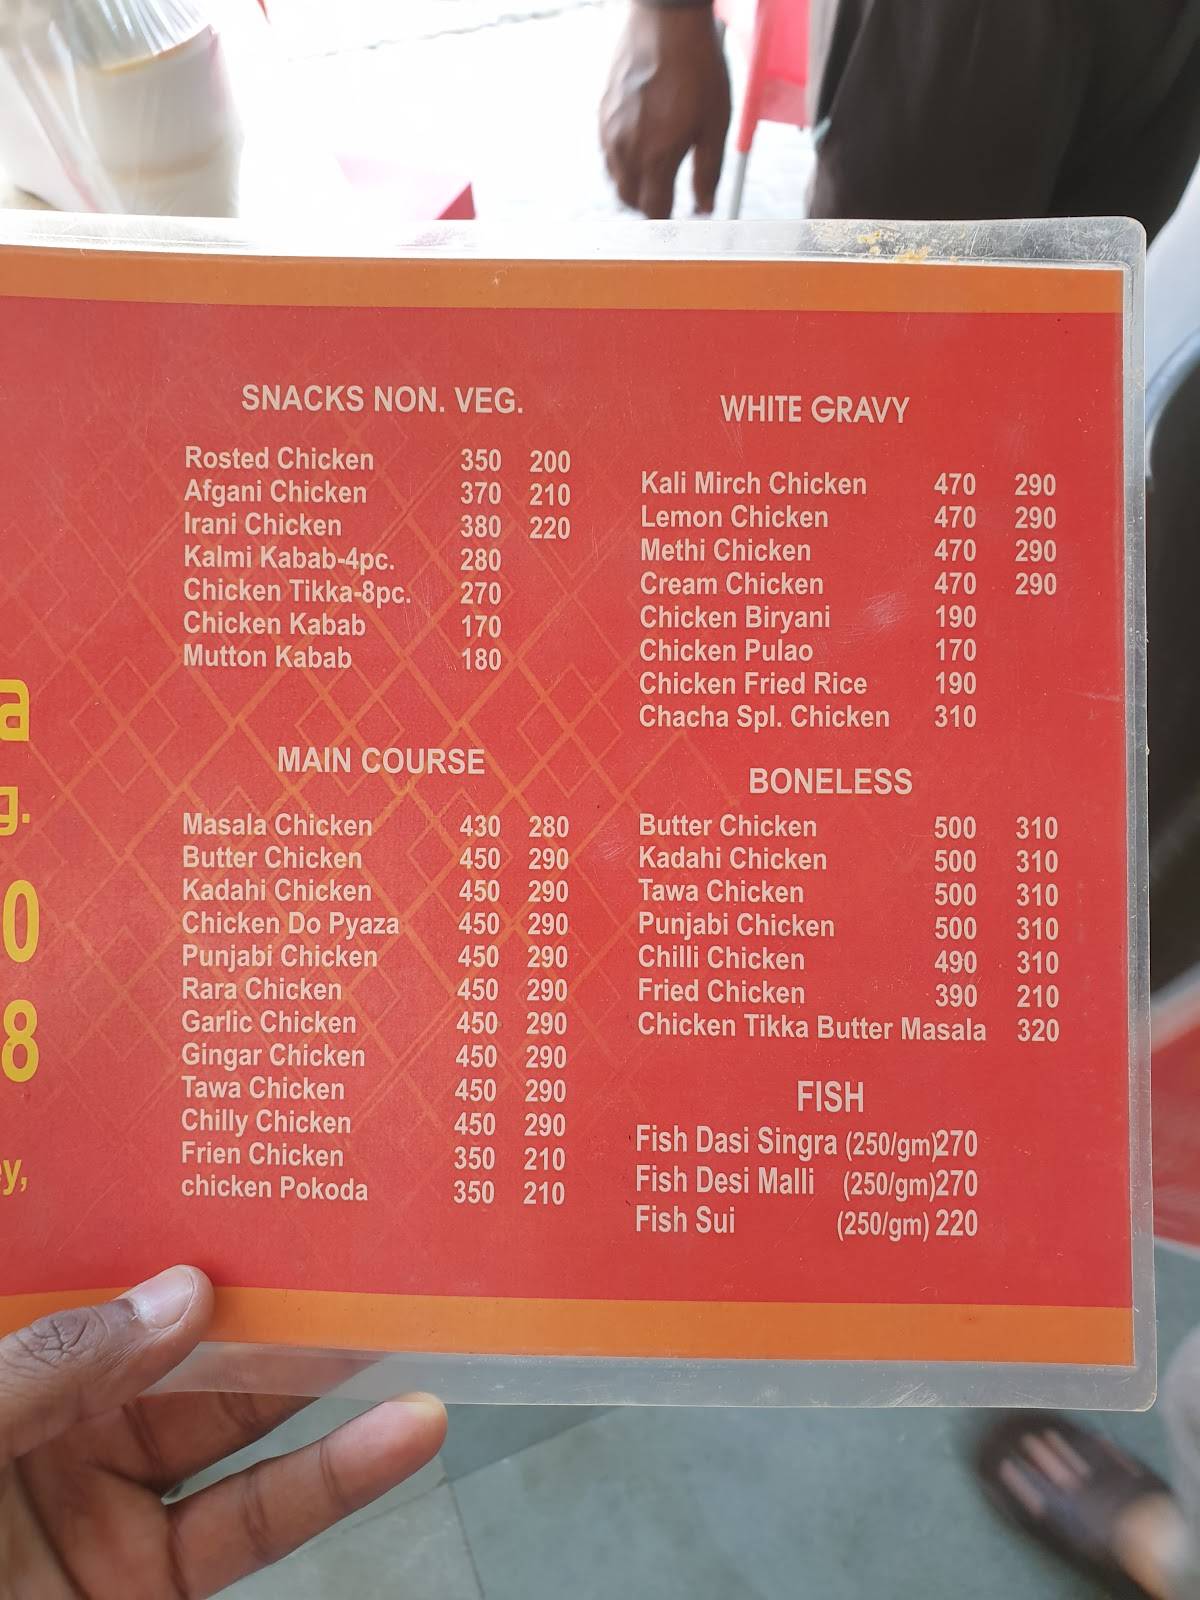 a
g.
0
8
ey,
SNACKS NON. VEG.
Rosted Chicken 350 200
Afgani Chicken 370 210
Irani Chicken 380 220
Kalmi Kabab-4pc. 280
Chicken Tikka-8pc. 270
Chicken Kabab 170
Mutton Kabab 180
MAIN COURSE
Masala Chicken 430 280
Butter Chicken 450 290
Kadahi Chicken 450 290
Chicken Do Pyaza 450 290
Punjabi Chicken 450 290
Rara Chicken 450 290
Garlic Chicken 450 290
Gingar Chicken 450 290
Tawa Chicken 450 290
Chilly Chicken 450 290
Frien Chicken 350 210
chicken Pokoda 350 210
WHITE GRAVY
Kali Mirch Chicken 470 290
Lemon Chicken 470 290
Methi Chicken 470 290
Cream Chicken 470 290
Chicken Biryani 190
Chicken Pulao 170
Chicken Fried Rice 190
Chacha Spl. Chicken 310
BONELESS
Butter Chicken 500 310
Kadahi Chicken 500 310
Tawa Chicken 500 310
Punjabi Chicken 500 310
Chilli Chicken 490 310
Fried Chicken 390 210
Chicken Tikka Butter Masala 320
FISH
Fish Dasi Singra (250/gm)270
Fish Desi Malli (250/gm)270
Fish Sui (250/gm) 220